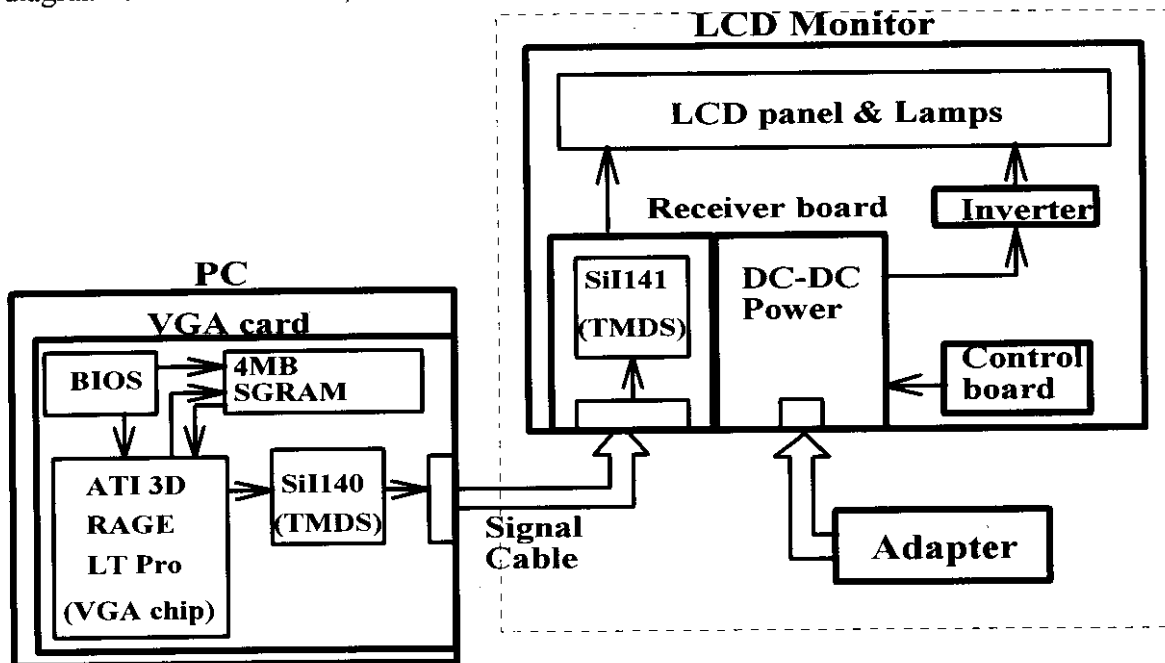 LCD Monitor
LCD panel & Lamps
Receiver board
Inverter
SiI141
(TMDS)
DC-DC
Power
Control
board
PC
VGA card
BIOS
4MB
SGRAM
ATI 3D
RAGE
LT Pro
(VGA chip)
SiI140
(TMDS)
Signal
Cable
Adapter